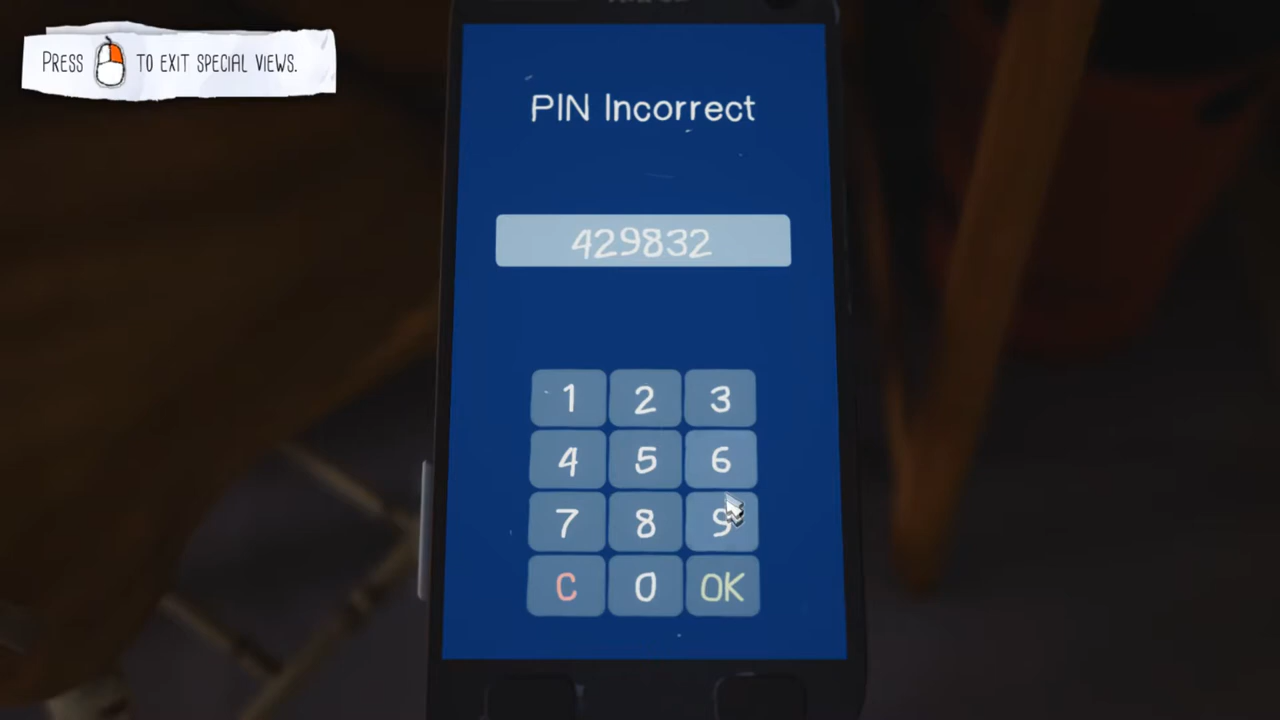 PRESS TO EXIT SPECIAL VIEWS.
PIN Incorrect
429832
1 2 3
4 5 6
7 8 9
C 0 OK